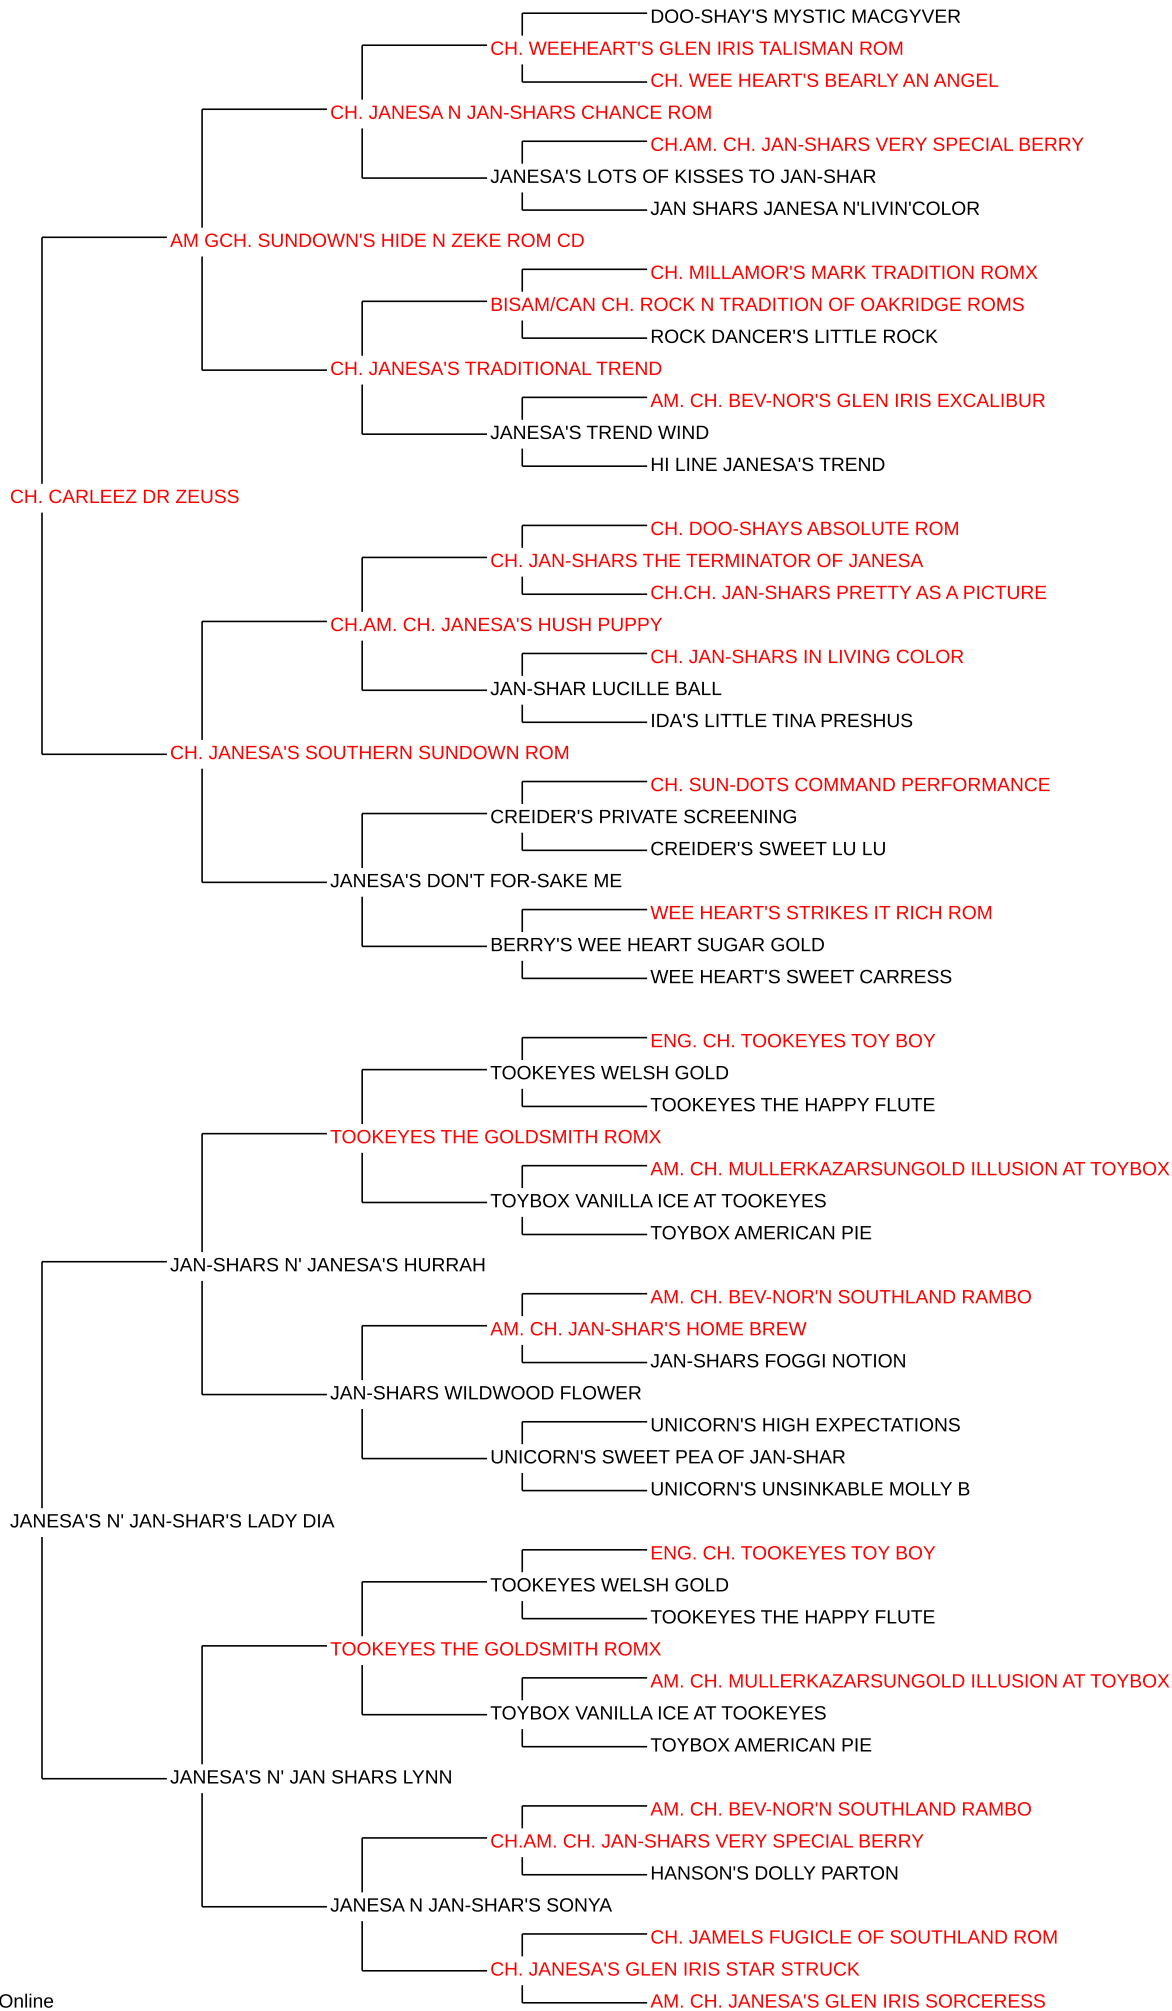 DOO-SHAY'S MYSTIC MACGYVER
CH. WEEHEART'S GLEN IRIS TALISMAN ROM
CH. WEE HEART'S BEARLY AN ANGEL
CH. JANESA N JAN-SHARS CHANCE ROM
CH.AM. CH. JAN-SHARS VERY SPECIAL BERRY
JANESA'S LOTS OF KISSES TO JAN-SHAR
JAN SHARS JANESA N'LIVIN'COLOR
AM GCH. SUNDOWN'S HIDE N ZEKE ROM CD
CH. MILLAMOR'S MARK TRADITION ROMX
BISAM/CAN CH. ROCK N TRADITION OF OAKRIDGE ROMS
ROCK DANCER'S LITTLE ROCK
CH. JANESA'S TRADITIONAL TREND
AM. CH. BEV-NOR'S GLEN IRIS EXCALIBUR
JANESA'S TREND WIND
HI LINE JANESA'S TREND
CH. CARLEEZ DR ZEUSS
CH. DOO-SHAYS ABSOLUTE ROM
CH. JAN-SHARS THE TERMINATOR OF JANESA
CH.CH. JAN-SHARS PRETTY AS A PICTURE
CH.AM. CH. JANESA'S HUSH PUPPY
CH. JAN-SHARS IN LIVING COLOR
JAN-SHAR LUCILLE BALL
IDA'S LITTLE TINA PRESHUS
CH. JANESA'S SOUTHERN SUNDOWN ROM
CH. SUN-DOTS COMMAND PERFORMANCE
CREIDER'S PRIVATE SCREENING
CREIDER'S SWEET LU LU
JANESA'S DON'T FOR-SAKE ME
WEE HEART'S STRIKES IT RICH ROM
BERRY'S WEE HEART SUGAR GOLD
WEE HEART'S SWEET CARRESS
ENG. CH. TOOKEYES TOY BOY
TOOKEYES WELSH GOLD
TOOKEYES THE HAPPY FLUTE
TOOKEYES THE GOLDSMITH ROMX
AM. CH. MULLERKAZARSUNGOLD ILLUSION AT TOYBOX
TOYBOX VANILLA ICE AT TOOKEYES
TOYBOX AMERICAN PIE
JAN-SHARS N' JANESA'S HURRAH
AM. CH. BEV-NOR'N SOUTHLAND RAMBO
AM. CH. JAN-SHAR'S HOME BREW
JAN-SHARS FOGGI NOTION
JAN-SHARS WILDWOOD FLOWER
UNICORN'S HIGH EXPECTATIONS
UNICORN'S SWEET PEA OF JAN-SHAR
UNICORN'S UNSINKABLE MOLLY B
JANESA'S N' JAN-SHAR'S LADY DIA
ENG. CH. TOOKEYES TOY BOY
TOOKEYES WELSH GOLD
TOOKEYES THE HAPPY FLUTE
TOOKEYES THE GOLDSMITH ROMX
AM. CH. MULLERKAZARSUNGOLD ILLUSION AT TOYBOX
TOYBOX VANILLA ICE AT TOOKEYES
TOYBOX AMERICAN PIE
JANESA'S N' JAN SHARS LYNN
AM. CH. BEV-NOR'N SOUTHLAND RAMBO
CH.AM. CH. JAN-SHARS VERY SPECIAL BERRY
HANSON'S DOLLY PARTON
JANESA N JAN-SHAR'S SONYA
CH. JAMELS FUGICLE OF SOUTHLAND ROM
CH. JANESA'S GLEN IRIS STAR STRUCK
AM. CH. JANESA'S GLEN IRIS SORCERESS
Online